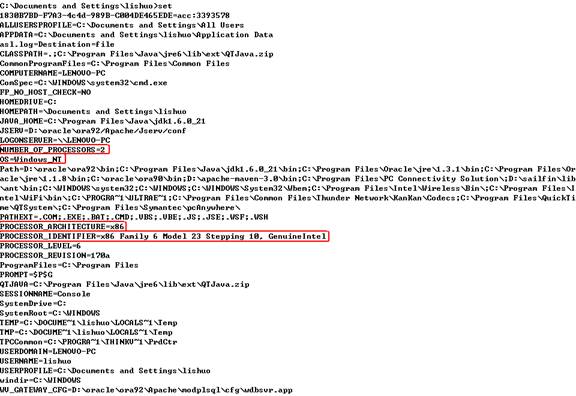 C:\Documents and Settings\lishuo>set
1830B7BD-F7A3-4c4d-989B-C004DE465EDE=acc:3393578
ALLUSERSPROFILE=C:\Documents and Settings\All Users
APPDATA=C:\Documents and Settings\lishuo\Application Data
asl.log=Destination=file
CLASSPATH=.;C:\Program Files\Java\jre6\lib\ext\QTJava.zip
CommonProgramFiles=C:\Program Files\Common Files
COMPUTERNAME=LENOVO-PC
ComSpec=C:\WINDOWS\system32\cmd.exe
FP_NO_HOST_CHECK=NO
HOMEDRIVE=C:
HOMEPATH=\Documents and Settings\lishuo
JAVA_HOME=C:\Program Files\Java\jdk1.6.0_21
JSERV=D:\oracle\ora92/Apache/Jserv/conf
LOGONSERVER=\\LENOVO-PC
NUMBER_OF_PROCESSORS=2
OS=Windows_NT
Path=D:\oracle\ora92\bin;C:\Program Files\Java\jdk1.6.0_21\bin;C:\Program Files\Oracle\jre\1.3.1\bin;C:\Program Files\Or
acle\jre\1.1.8\bin;C:\oracle\ora90\bin;D:\apache-maven-3.0\bin;C:\Program Files\PC Connectivity Solution\;D:\sailfin\lib
\ant\bin;C:\WINDOWS\system32;C:\WINDOWS;C:\WINDOWS\System32\Wbem;C:\Program Files\Intel\Wireless\Bin\;C:\Program Files\I
ntel\WiFi\bin\;C:\PROGRA~1\ULTRAE~1;C:\Program Files\Common Files\Thunder Network\KanKan\Codecs;C:\Program Files\QuickTi
me\QTSystem\;C:\Program Files\Symantec\pcAnywhere\
PATHEXT=.COM;.EXE;.BAT;.CMD;.VBS;.VBE;.JS;.JSE;.WSF;.WSH
PROCESSOR_ARCHITECTURE=x86
PROCESSOR_IDENTIFIER=x86 Family 6 Model 23 Stepping 10, GenuineIntel
PROCESSOR_LEVEL=6
PROCESSOR_REVISION=170a
ProgramFiles=C:\Program Files
PROMPT=$P$G
QTJAVA=C:\Program Files\Java\jre6\lib\ext\QTJava.zip
SESSIONNAME=Console
SystemDrive=C:
SystemRoot=C:\WINDOWS
TEMP=C:\DOCUME~1\lishuo\LOCALS~1\Temp
TMP=C:\DOCUME~1\lishuo\LOCALS~1\Temp
TPCCommon=C:\PROGRA~1\THINKV~1\PrdCtr
USERDOMAIN=LENOVO-PC
USERNAME=lishuo
USERPROFILE=C:\Documents and Settings\lishuo
windir=C:\WINDOWS
WV_GATEWAY_CFG=D:\oracle\ora92\Apache\modplsql\cfg\wdbsvr.app